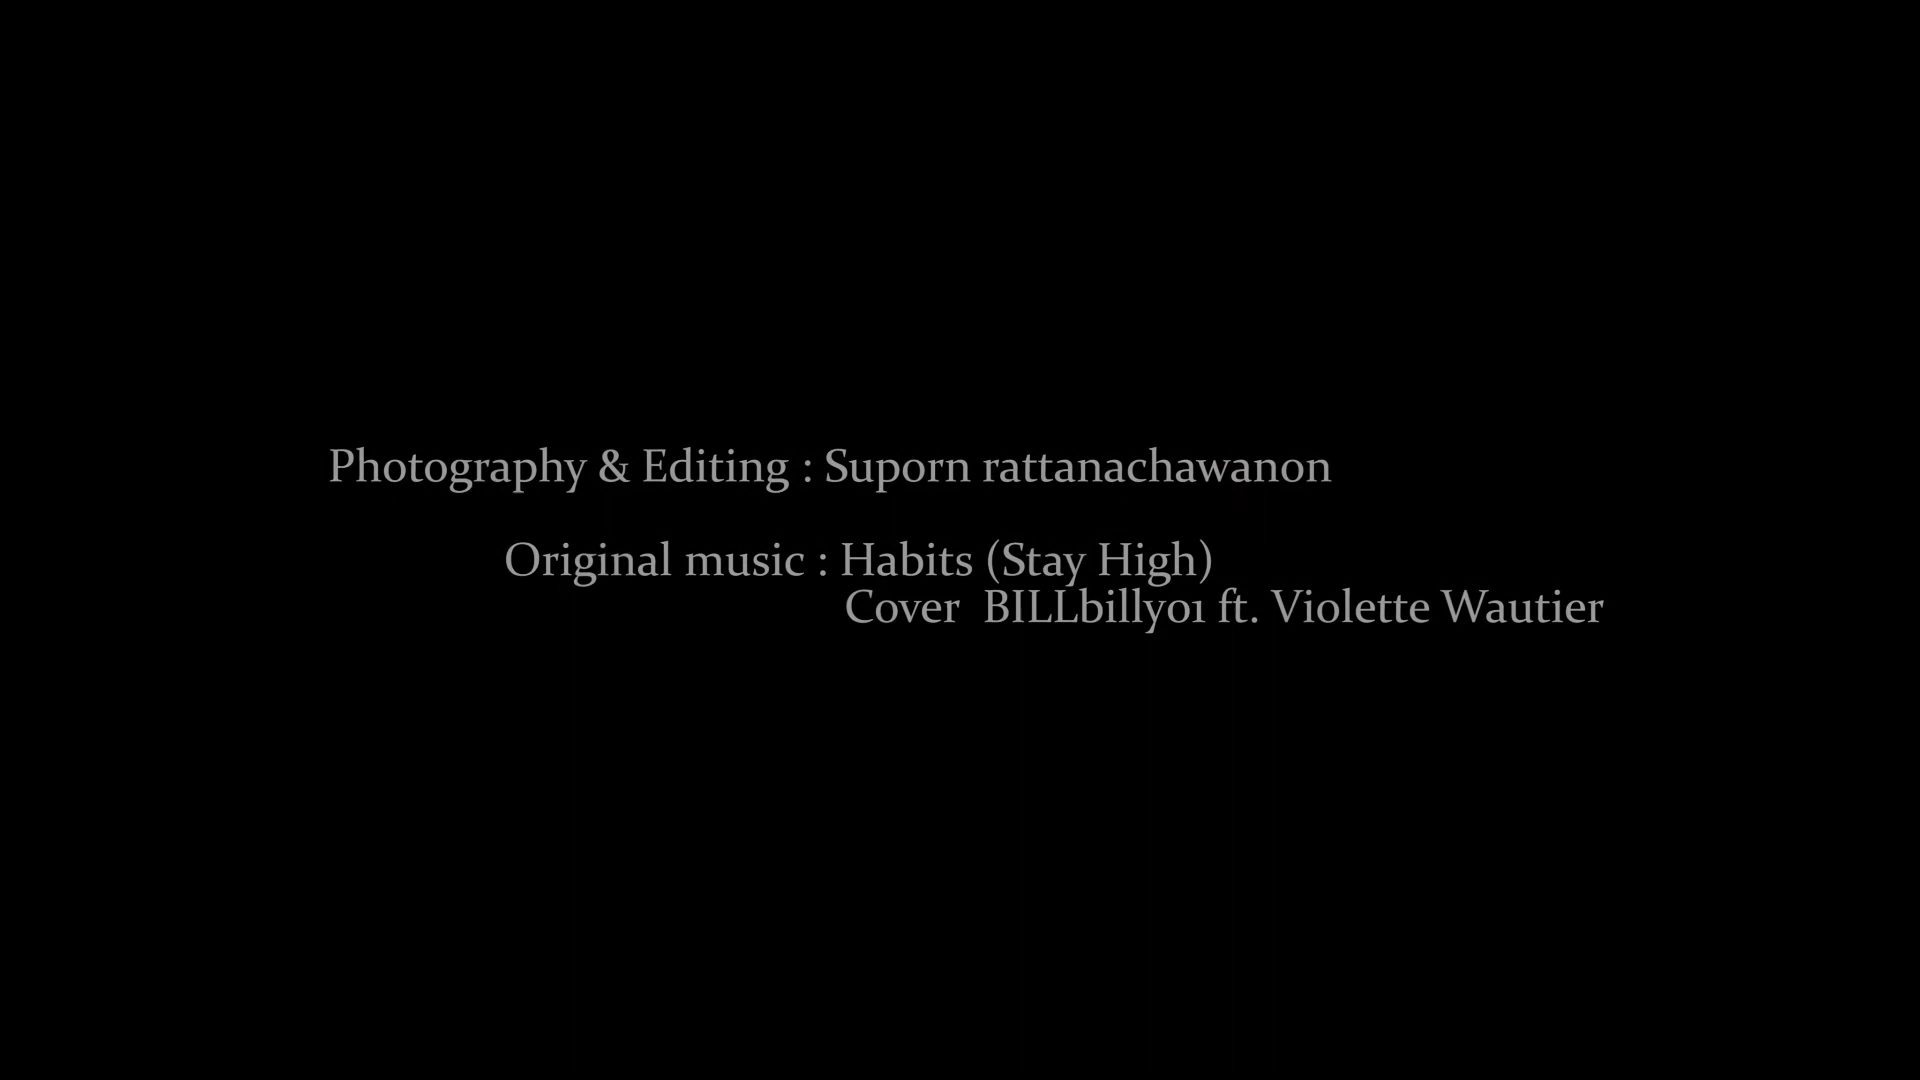 Photography & Editing : Suporn rattanachawanon
Original music : Habits (Stay High)
Cover  BILLbilly01 ft. Violette Wautier